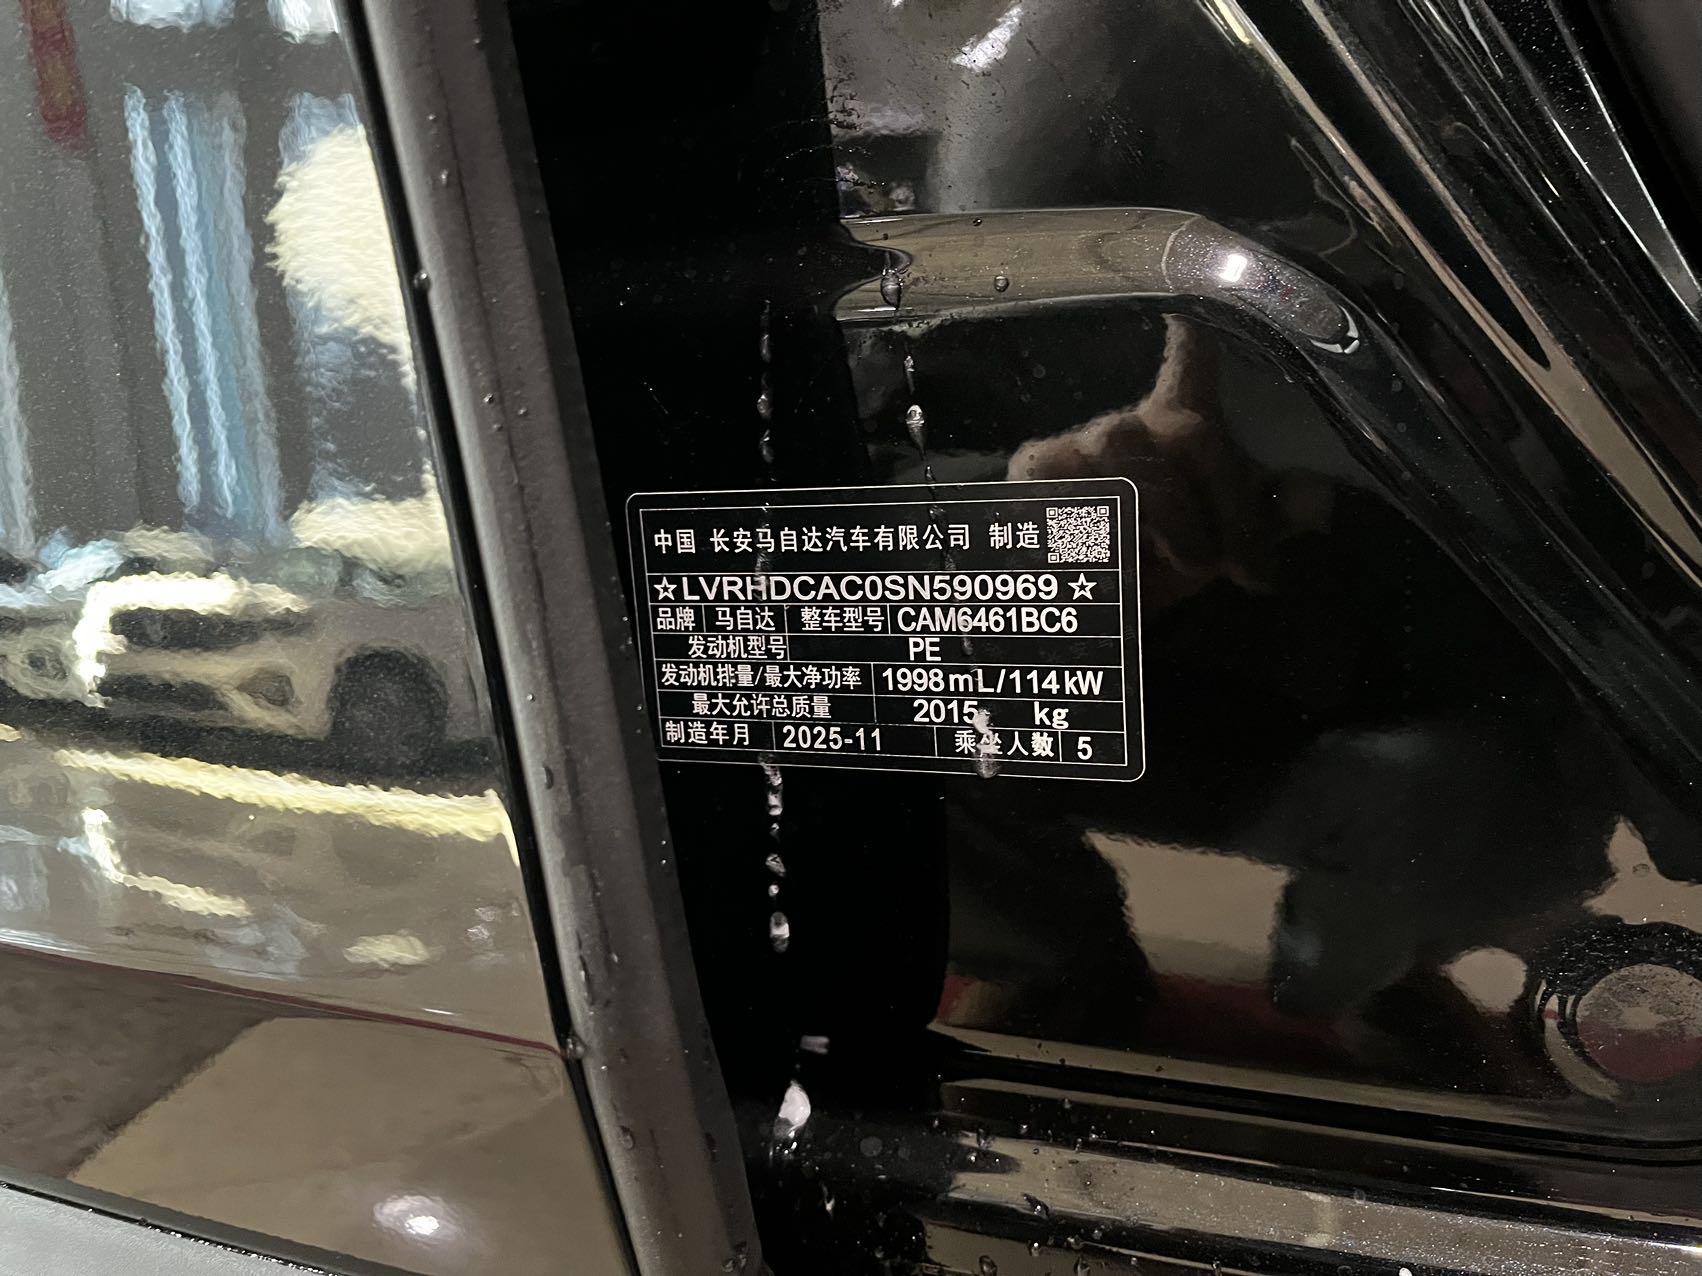 中国 长安马自达汽车有限公司 制造
☆LVRHDCAC0SN590969☆
品牌 马自达 整车型号 CAM6461BC6
发动机型号 PE
发动机排量/最大净功率 1998mL/114kW
最大允许总质量 2015 kg
制造年月 2025-11 乘坐人数 5